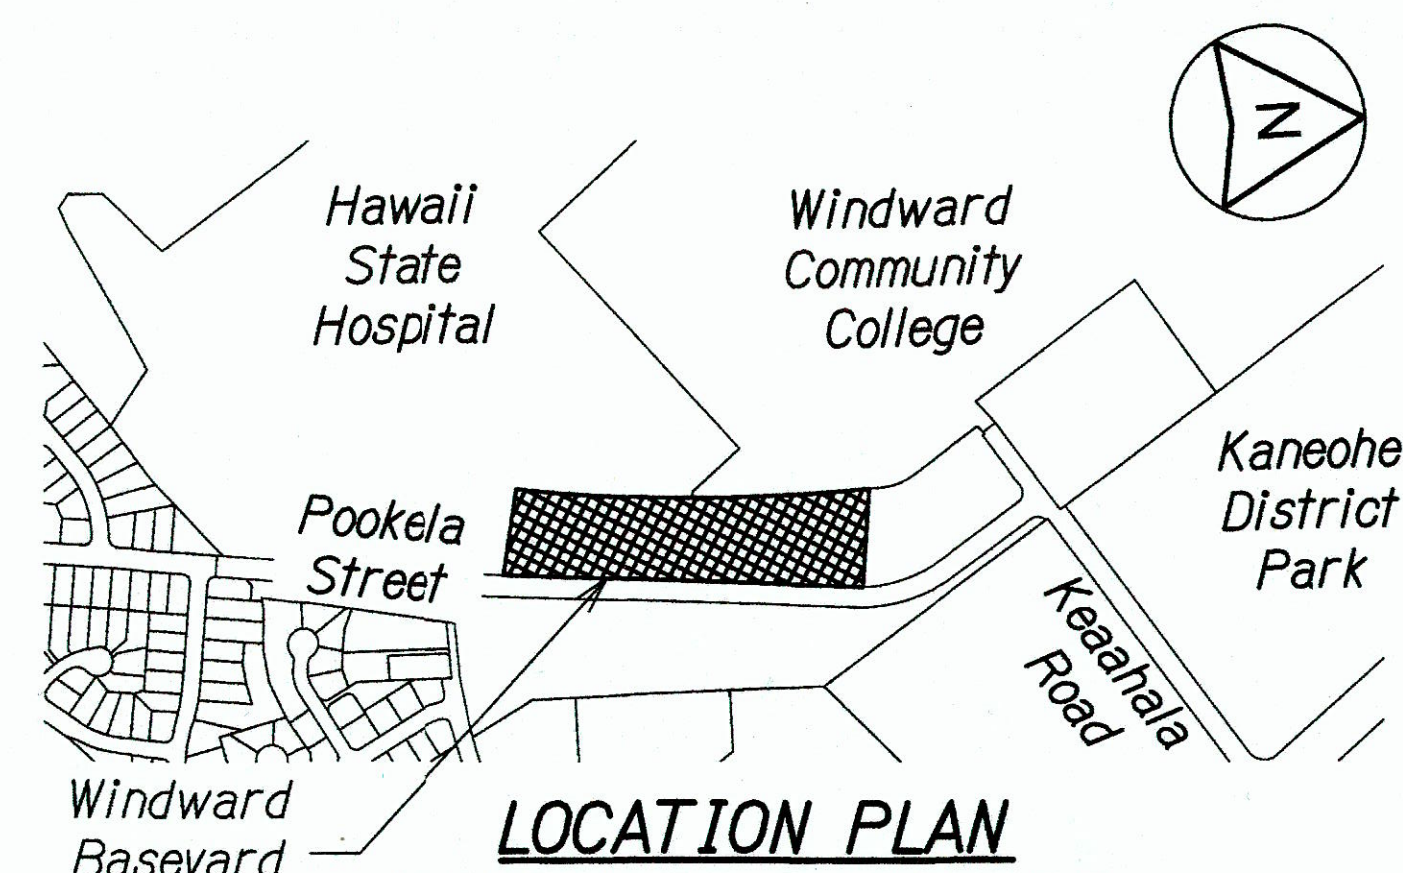 N
Hawaii
State
Hospital
Windward
Community
College
Kaneohe
District
Park
Pookela
Street
Keaahala
Road
Windward
Baseyard
LOCATION PLAN